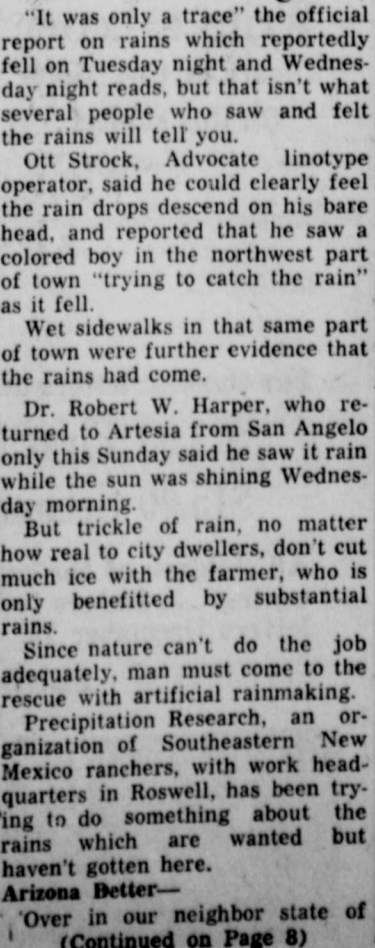 "It was only a trace" the official
report on rains which reportedly
fell on Tuesday night and Wednes-
day night reads, but that isn't what
several people who saw and felt
the rains will tell you.
Ott Strock, Advocate linotype
operator, said he could clearly feel
the rain drops descend on his bare
head, and reported that he saw a
colored boy in the northwest part
of town "trying to catch the rain"
as it fell.
Wet sidewalks in that same part
of town were further evidence that
the rains had come.
Dr. Robert W. Harper, who re-
turned to Artesia from San Angelo
only this Sunday said he saw it rain
while the sun was shining Wednes-
day morning.
But trickle of rain, no matter
how real to city dwellers, don't cut
much ice with the farmer, who is
only benefitted by substantial
rains.
Since nature can't do the job
adequately, man must come to the
rescue with artificial rainmaking.
Precipitation Research, an or-
ganization of Southeastern New
Mexico ranchers, with work head-
quarters in Roswell, has been try-
ing to do something about the
rains which are wanted but
haven't gotten here.
Arizona Better—
Over in our neighbor state of
(Continued on Page 8)